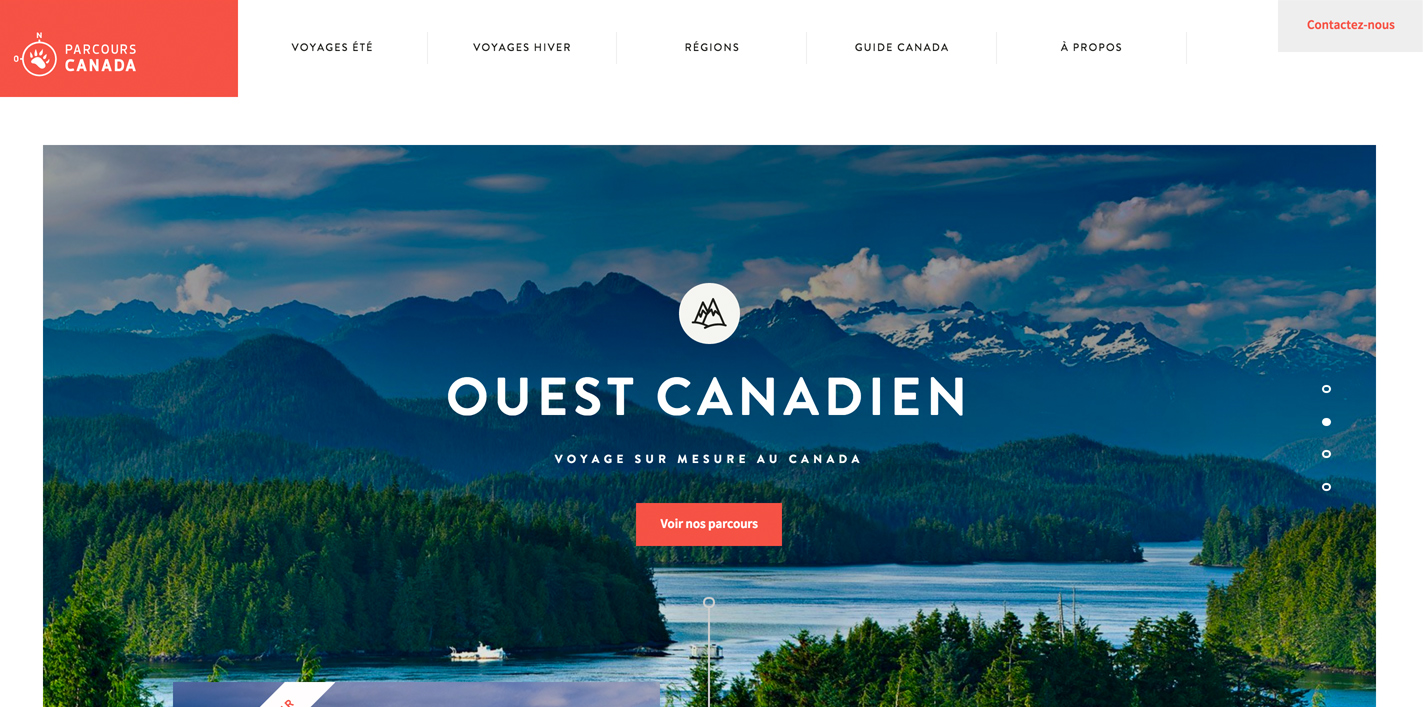 N
O
PARCOURS
CANADA
VOYAGES ÉTÉ
VOYAGES HIVER
RÉGIONS
GUIDE CANADA
À PROPOS
Contactez-nous
OUEST CANADIEN
VOYAGE SUR MESURE AU CANADA
Voir nos parcours